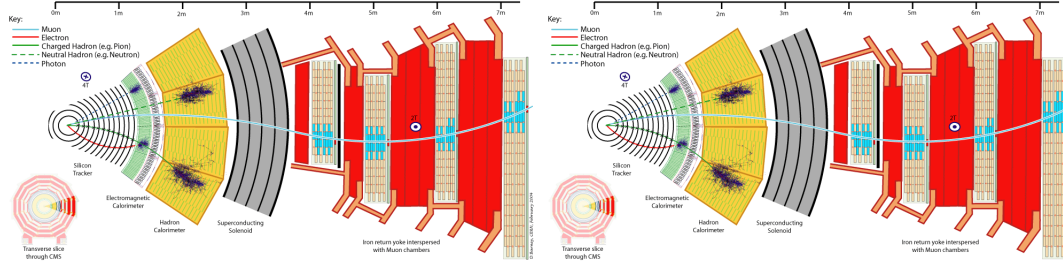 0m 1m 2m 3m 4m 5m 6m 7m
Key:
Muon
Electron
Charged Hadron (e.g. Pion)
Neutral Hadron (e.g. Neutron)
Photon
4T
2T
Silicon
Tracker
Electromagnetic
Calorimeter
Hadron
Calorimeter
Superconducting
Solenoid
Iron return yoke interspersed
with Muon chambers
Transverse slice
through CMS
D Barney, CERN, February 2004
0m 1m 2m 3m 4m 5m 6m 7m
Key:
Muon
Electron
Charged Hadron (e.g. Pion)
Neutral Hadron (e.g. Neutron)
Photon
4T
2T
Silicon
Tracker
Electromagnetic
Calorimeter
Hadron
Calorimeter
Superconducting
Solenoid
Iron return yoke interspersed
with Muon chambers
Transverse slice
through CMS